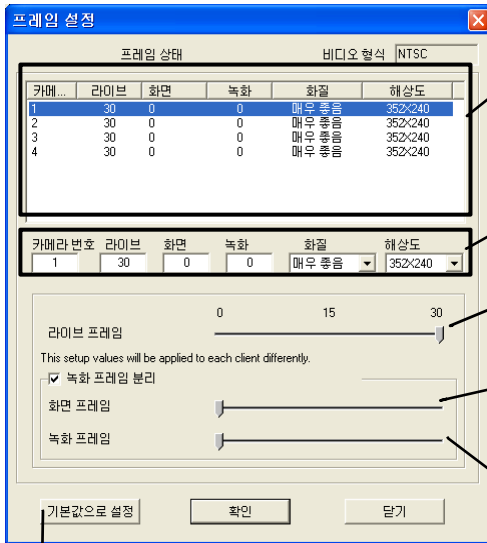 프레임 설정
프레임 상태 비디오 형식 NTSC
카메... 라이브 화면 녹화 화질 해상도
1 30 0 0 매우 좋음 352X240
2 30 0 0 매우 좋음 352X240
3 30 0 0 매우 좋음 352X240
4 30 0 0 매우 좋음 352X240
카메라 번호 라이브 화면 녹화 화질 해상도
1 30 0 0 매우 좋음 352X240
0 15 30
라이브 프레임
This setup values will be applied to each client differently.
녹화 프레임 분리
화면 프레임
녹화 프레임
기본값으로 설정 확인 닫기